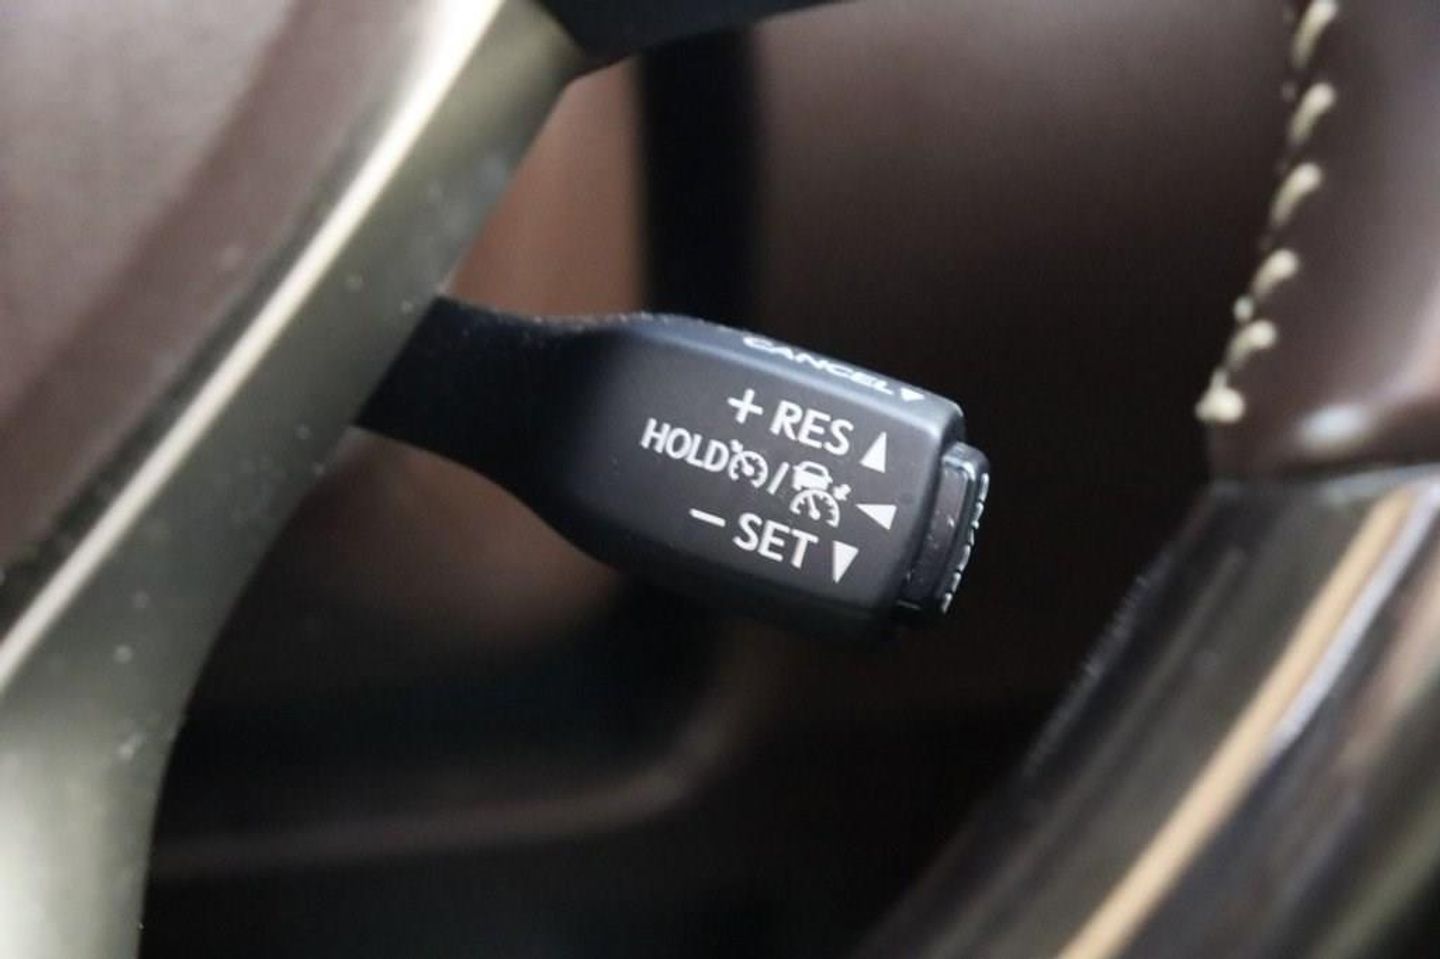 CANCEL
+ RES
HOLD /
− SET